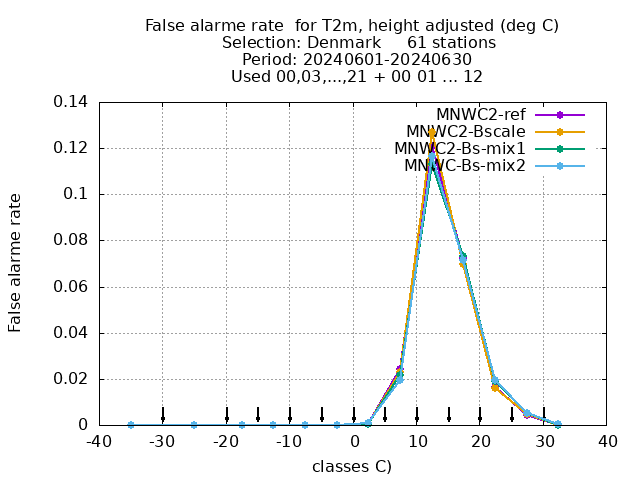 False alarme rate  for T2m, height adjusted (deg C)
Selection: Denmark     61 stations
Period: 20240601-20240630
Used 00,03,...,21 + 00 01 ... 12
MNWC2-ref
MNWC2-Bscale
MNWC2-Bs-mix1
MNWC-Bs-mix2
False alarme rate
0.14
0.12
0.1
0.08
0.06
0.04
0.02
0
-40 -30 -20 -10 0 10 20 30 40
classes C)